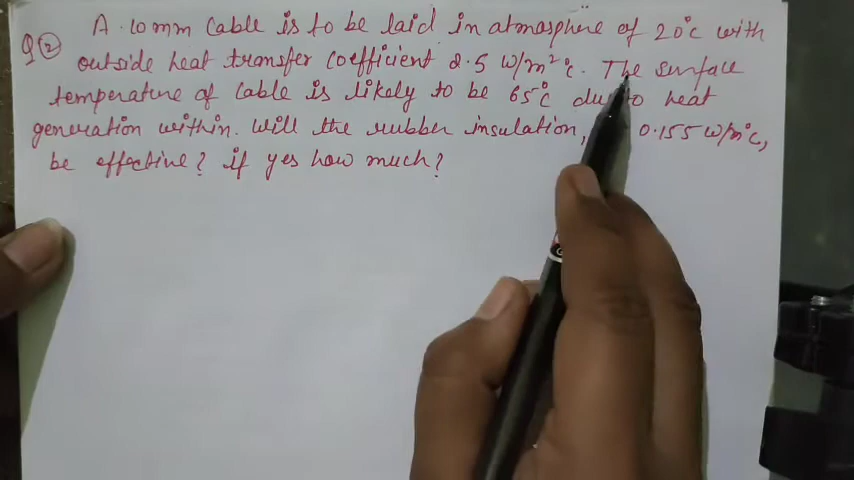 Q②  A 10 mm Cable is to be laid in atmosphere of 20°c with
outside heat transfer coefficient 8.5 w/m² °c. The surface
temperature of Cable is likely to be 65°c due to heat
generation within. Will the rubber insulation, 0.155 w/m°c,
be effective? if yes how much?